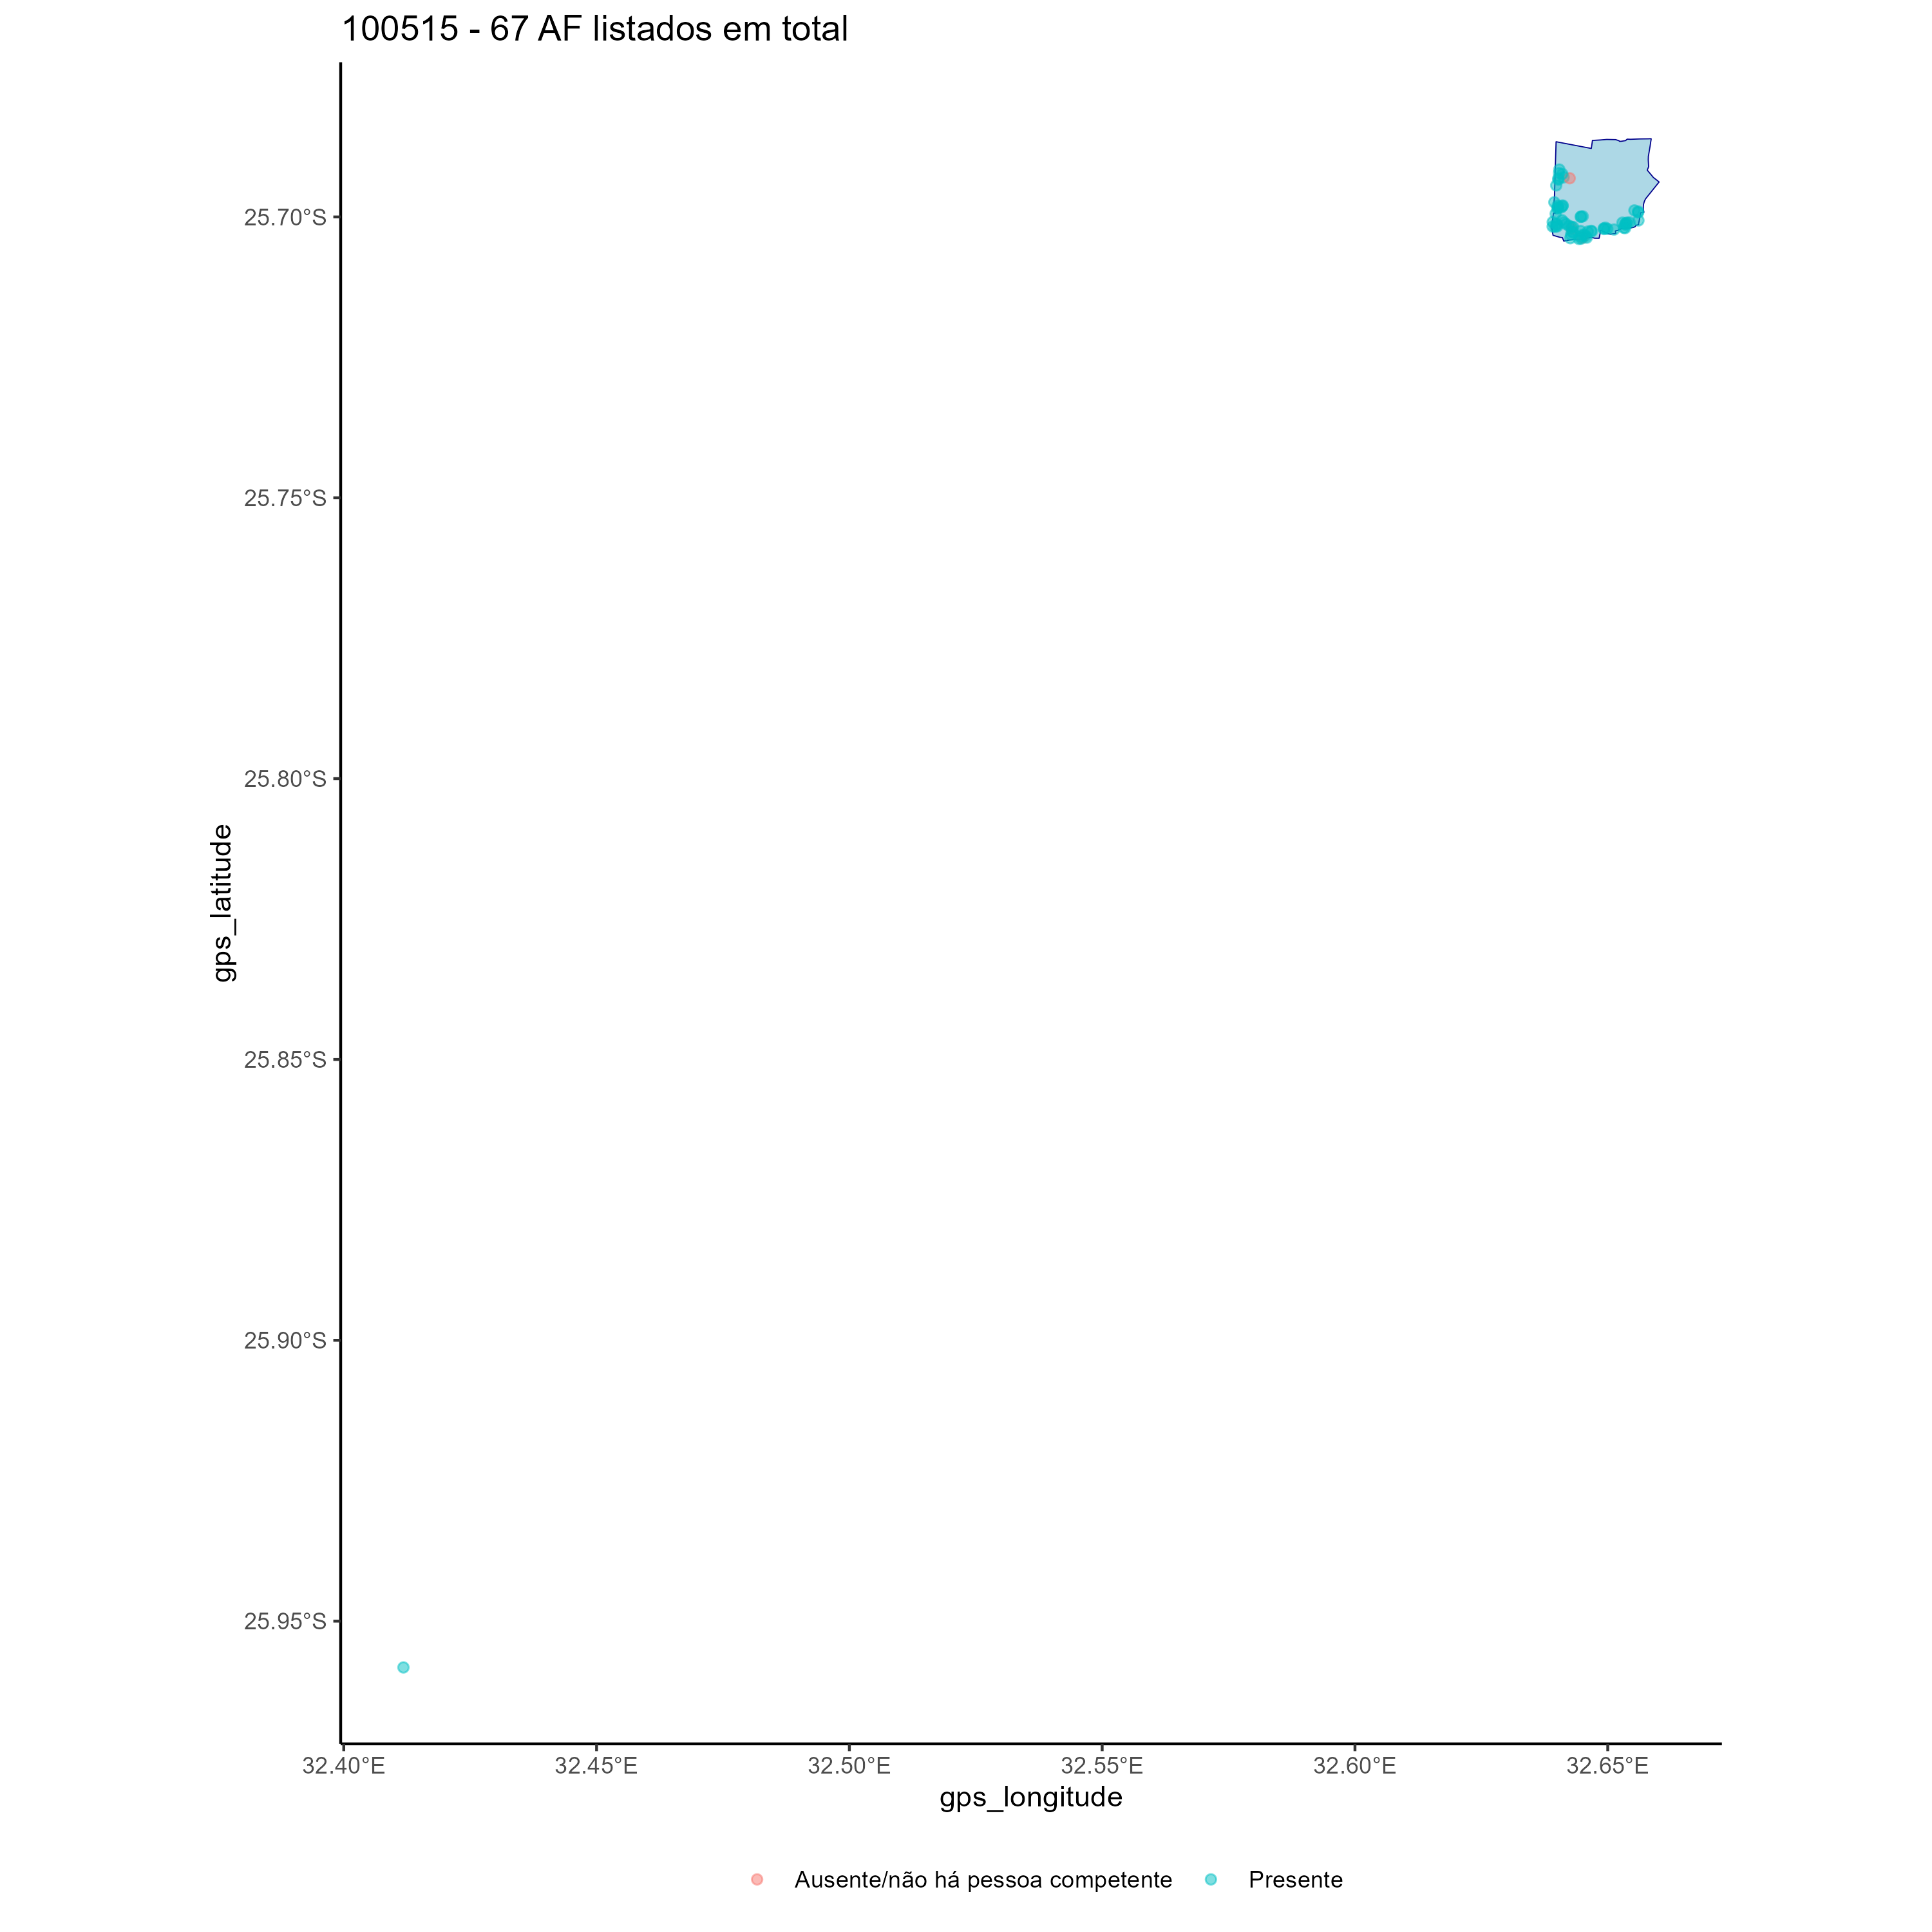 100515 - 67 AF listados em total
25.70°S
25.75°S
25.80°S
25.85°S
25.90°S
25.95°S
gps_latitude
32.40°E 32.45°E 32.50°E 32.55°E 32.60°E 32.65°E
gps_longitude
Ausente/não há pessoa competente Presente